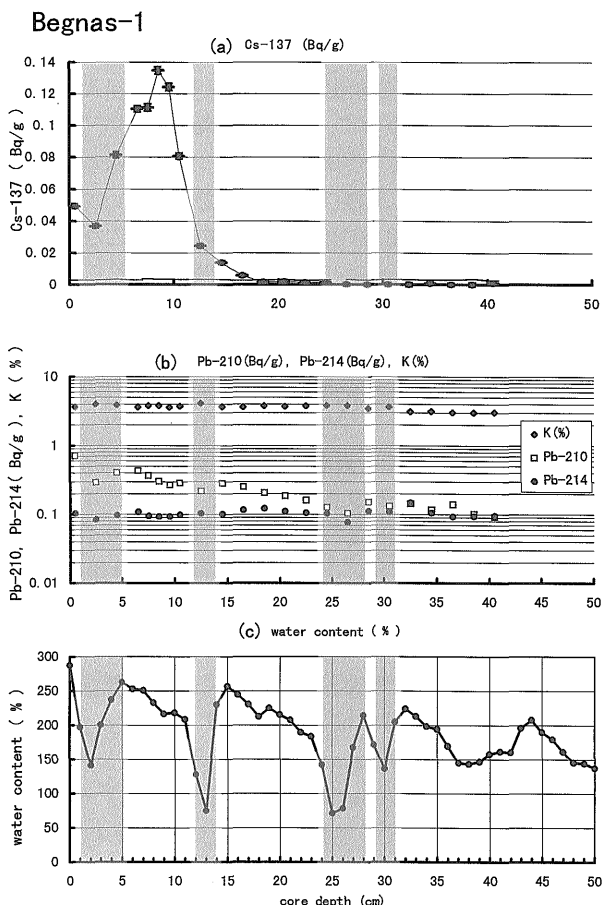 Begnas-1
(a) Cs-137 (Bq/g)
0.14
0.12
0.1
0.08
0.06
0.04
0.02
0
Cs-137 ( Bq/g )
0 10 20 30 40 50
(b) Pb-210(Bq/g), Pb-214(Bq/g), K(%)
10
1
0.1
0.01
Pb-210, Pb-214( Bq/g ), K ( % )
K(%)
Pb-210
Pb-214
0 5 10 15 20 25 30 35 40 45 50
(c) water content ( % )
300
250
200
150
100
50
0
water content ( % )
0 5 10 15 20 25 30 35 40 45 50
core depth (cm)